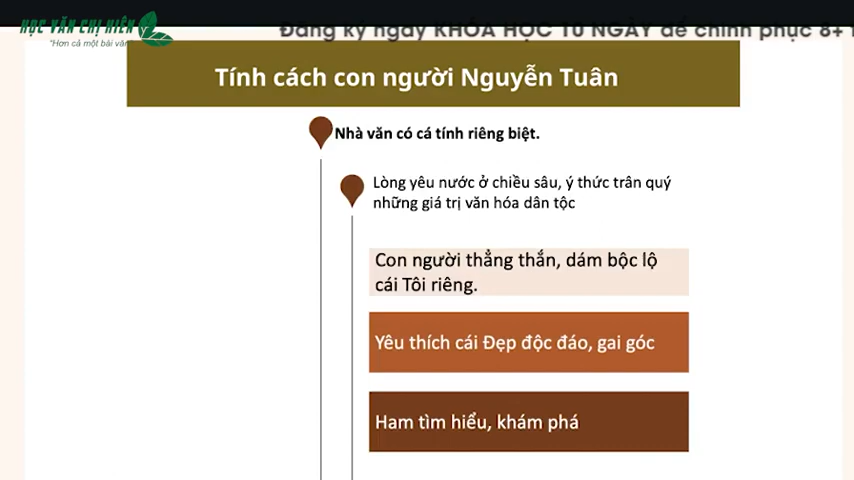 HỌC VĂN CHỊ HIÊN
"Hơn cả một bài văn"
Đăng ký ngay KHÓA HỌC 10 NGÀY để chinh phục 8+
Tính cách con người Nguyễn Tuân
Nhà văn có cá tính riêng biệt.
Lòng yêu nước ở chiều sâu, ý thức trân quý
những giá trị văn hóa dân tộc
Con người thẳng thắn, dám bộc lộ
cái Tôi riêng.
Yêu thích cái Đẹp độc đáo, gai góc
Ham tìm hiểu, khám phá